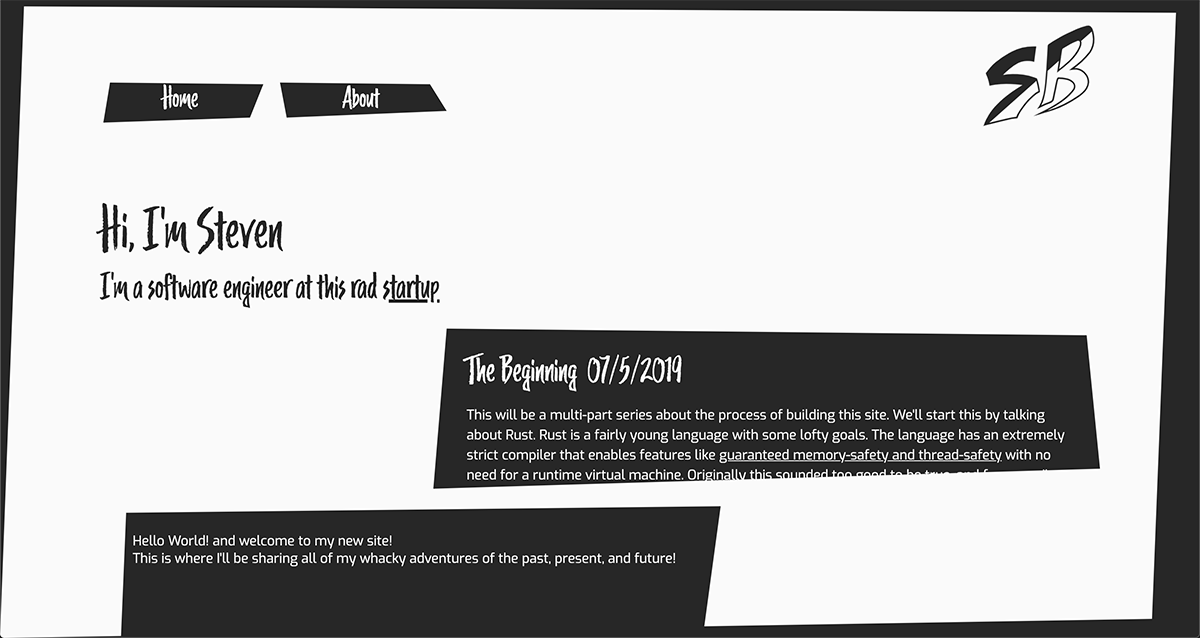 SB
Home
About
Hi, I'm Steven
I'm a software engineer at this rad startup.
The Beginning 07/5/2019
This will be a multi-part series about the process of building this site. We'll start this by talking
about Rust. Rust is a fairly young language with some lofty goals. The language has an extremely
strict compiler that enables features like guaranteed memory-safety and thread-safety with no
need for a runtime virtual machine. Originally this sounded too good to be true, and
Hello World! and welcome to my new site!
This is where I'll be sharing all of my whacky adventures of the past, present, and future!